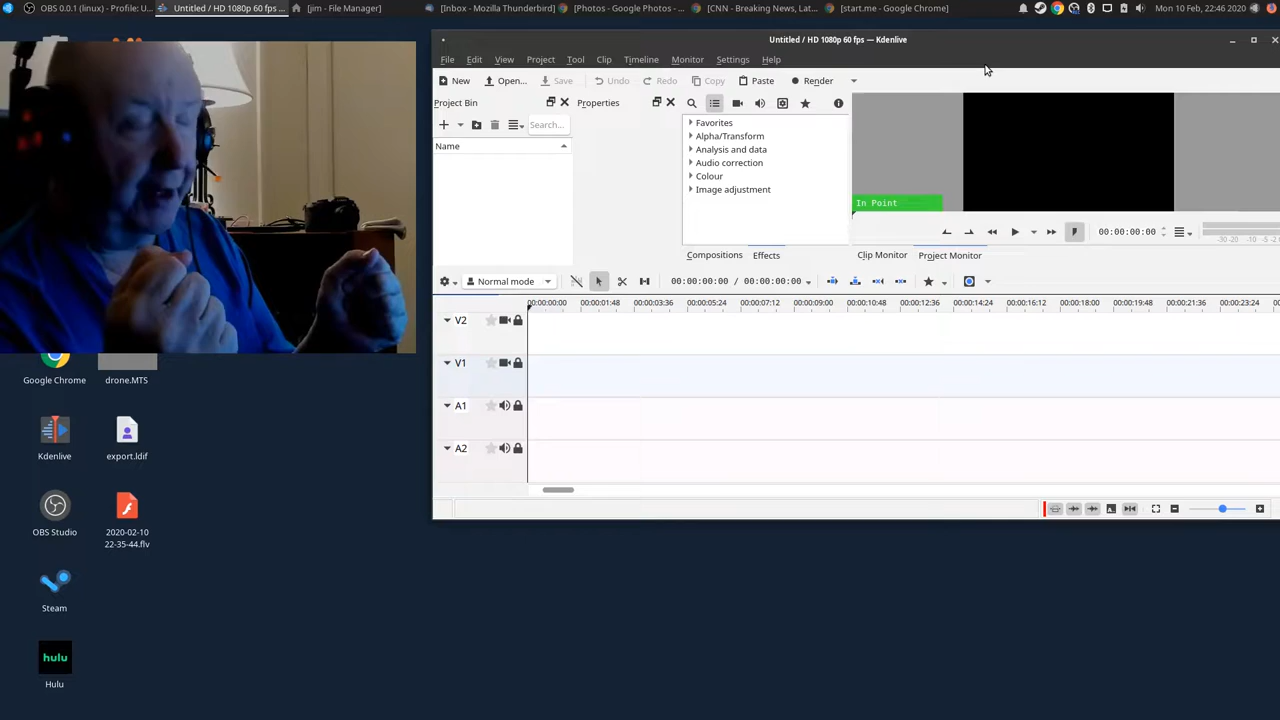 OBS 0.0.1 (linux) - Profile: U...
Untitled / HD 1080p 60 fps ...
[jim - File Manager]
[Inbox - Mozilla Thunderbird]
[Photos - Google Photos - ...
[CNN - Breaking News, Lat...
[start.me - Google Chrome]
Mon 10 Feb, 22:46 2020
Untitled / HD 1080p 60 fps — Kdenlive
File Edit View Project Tool Clip Timeline Monitor Settings Help
New Open... Save Undo Redo Copy Paste Render
Project Bin
Properties
Search...
Name
Favorites
Alpha/Transform
Analysis and data
Audio correction
Colour
Image adjustment
In Point
00:00:00:00
-30 -20 -10 -5 -2
Compositions Effects
Clip Monitor Project Monitor
Normal mode
00:00:00:00 / 00:00:00:00
00:00:00:00 00:00:01:48 00:00:03:36 00:00:05:24 00:00:07:12 00:00:09:00 00:00:10:48 00:00:12:36 00:00:14:24 00:00:16:12 00:00:18:00 00:00:19:48 00:00:21:36 00:00:23:24
V2
V1
A1
A2
Google Chrome
drone.MTS
Kdenlive
export.ldif
OBS Studio
2020-02-10
22-35-44.flv
Steam
hulu
Hulu